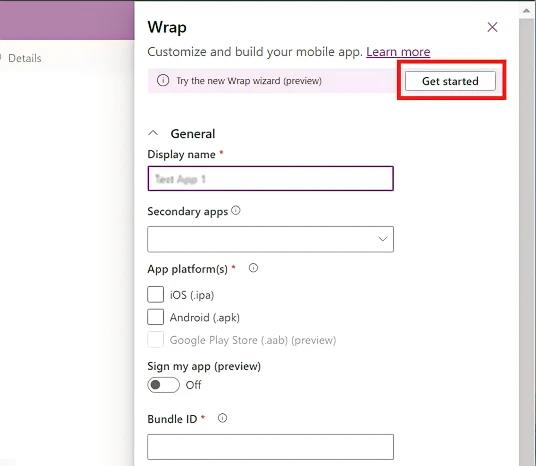 Wrap
Details
Customize and build your mobile app. Learn more
Try the new Wrap wizard (preview)
Get started
General
Display name *
Test App 1
Secondary apps
App platform(s) *
iOS (.ipa)
Android (.apk)
Google Play Store (.aab) (preview)
Sign my app (preview)
Off
Bundle ID *